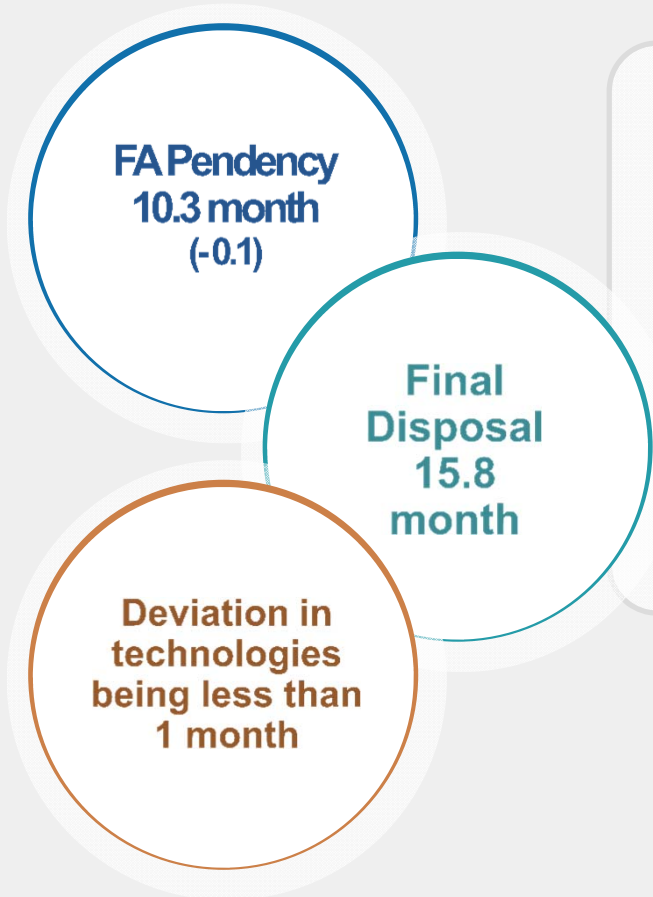 FA Pendency
10.3 month
(-0.1)
Final
Disposal
15.8
month
Deviation in
technologies
being less than
1 month